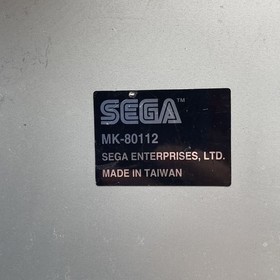 SEGA™
MK-80112
SEGA ENTERPRISES, LTD.
MADE IN TAIWAN